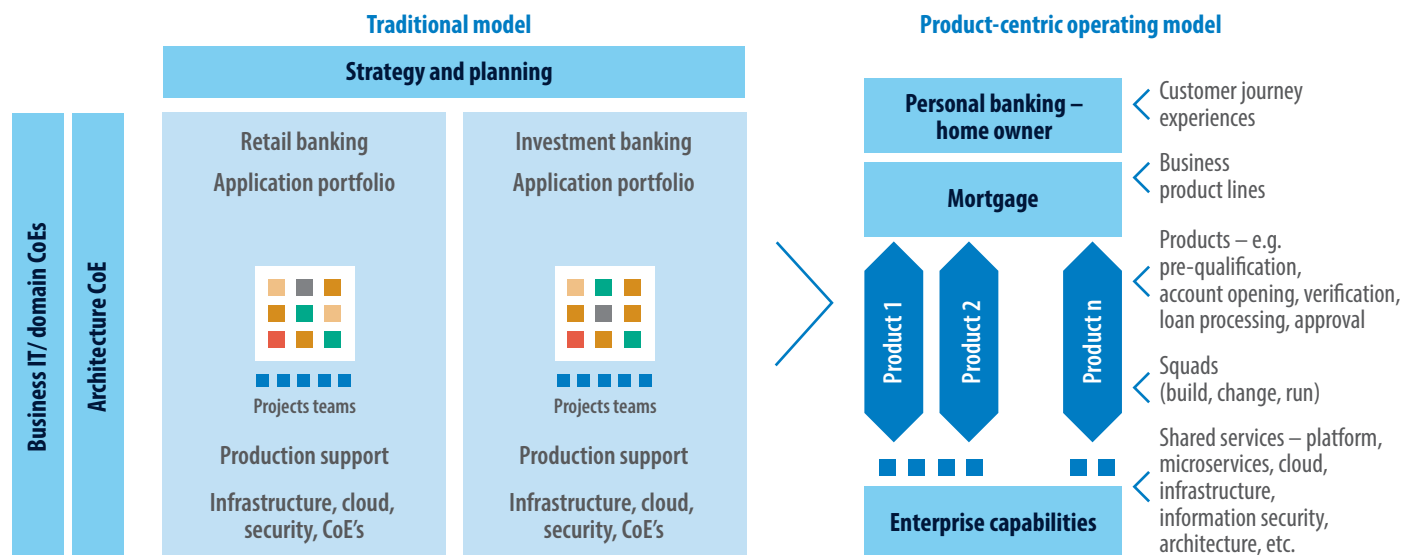 Traditional model
Strategy and planning
Business IT/ domain CoEs
Architecture CoE
Retail banking
Application portfolio
Projects teams
Production support
Infrastructure, cloud,
security, CoE's
Investment banking
Application portfolio
Projects teams
Production support
Infrastructure, cloud,
security, CoE's
Product-centric operating model
Personal banking –
home owner
Mortgage
Product 1
Product 2
Product n
Enterprise capabilities
Customer journey
experiences
Business
product lines
Products – e.g.
pre-qualification,
account opening, verification,
loan processing, approval
Squads
(build, change, run)
Shared services – platform,
microservices, cloud,
infrastructure,
information security,
architecture, etc.